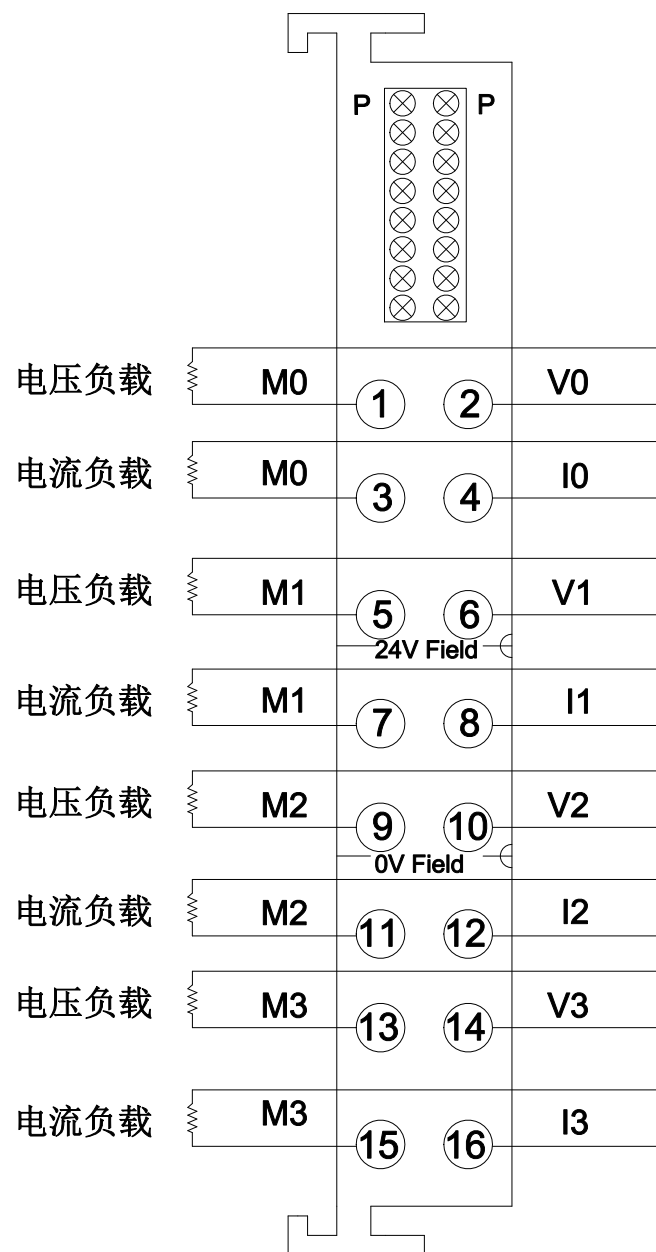 P P
电压负载 M0 1 2 V0
电流负载 M0 3 4 I0
电压负载 M1 5 6 V1
24V Field
电流负载 M1 7 8 I1
电压负载 M2 9 10 V2
0V Field
电流负载 M2 11 12 I2
电压负载 M3 13 14 V3
电流负载 M3 15 16 I3